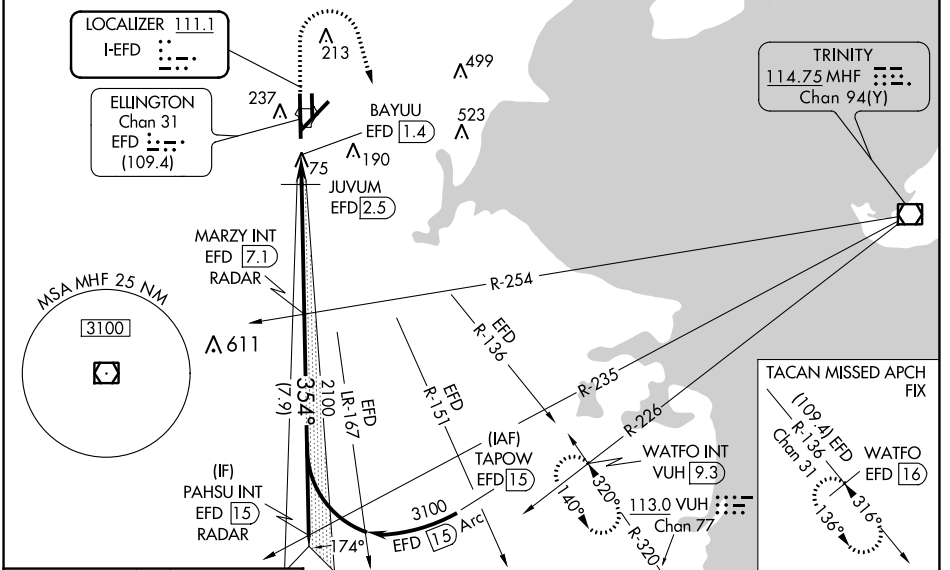 LOCALIZER 111.1
I-EFD
ELLINGTON
Chan 31
EFD
(109.4)
213
499
237
BAYUU
EFD 1.4
523
190
75
JUVUM
EFD 2.5
TRINITY
114.75 MHF
Chan 94(Y)
MARZY INT
EFD 7.1
RADAR
R-254
MSA MHF 25 NM
3100
611
EFD
R-136
354°
2100
(7.9)
EFD
LR-167
EFD
R-151
R-235
R-226
(IAF)
TAPOW
EFD 15
WATFO INT
VUH 9.3
(IF)
PAHSU INT
EFD 15
RADAR
174°
3100
EFD 15 Arc
140°
320°
113.0 VUH
Chan 77
R-320
TACAN MISSED APCH
FIX
(109.4) EFD
R-136
Chan 31
WATFO
EFD 16
136°
316°